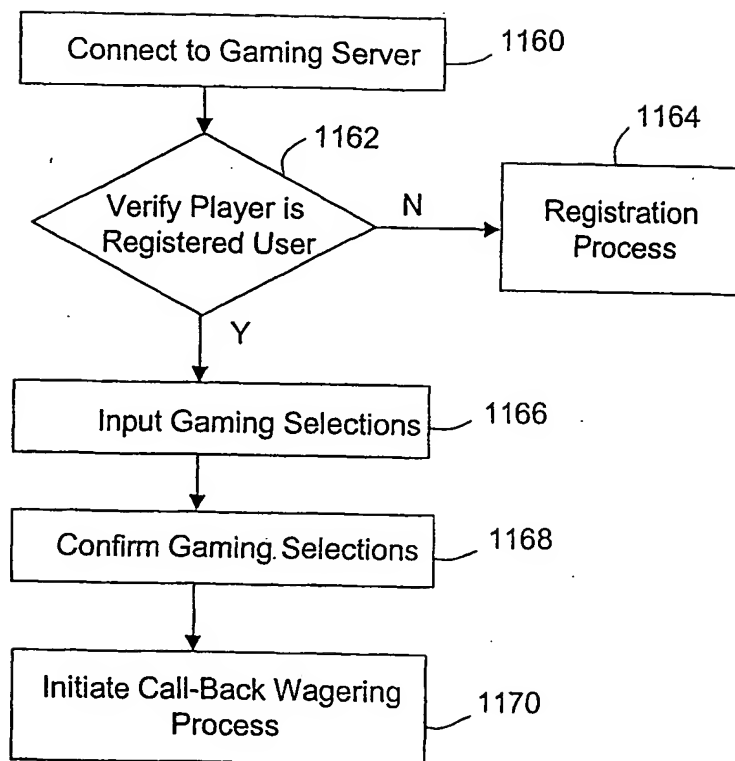 Connect to Gaming Server
1160
1162
1164
Verify Player is
Registered User
N
Registration
Process
Y
Input Gaming Selections
1166
Confirm Gaming Selections
1168
Initiate Call-Back Wagering
Process
1170